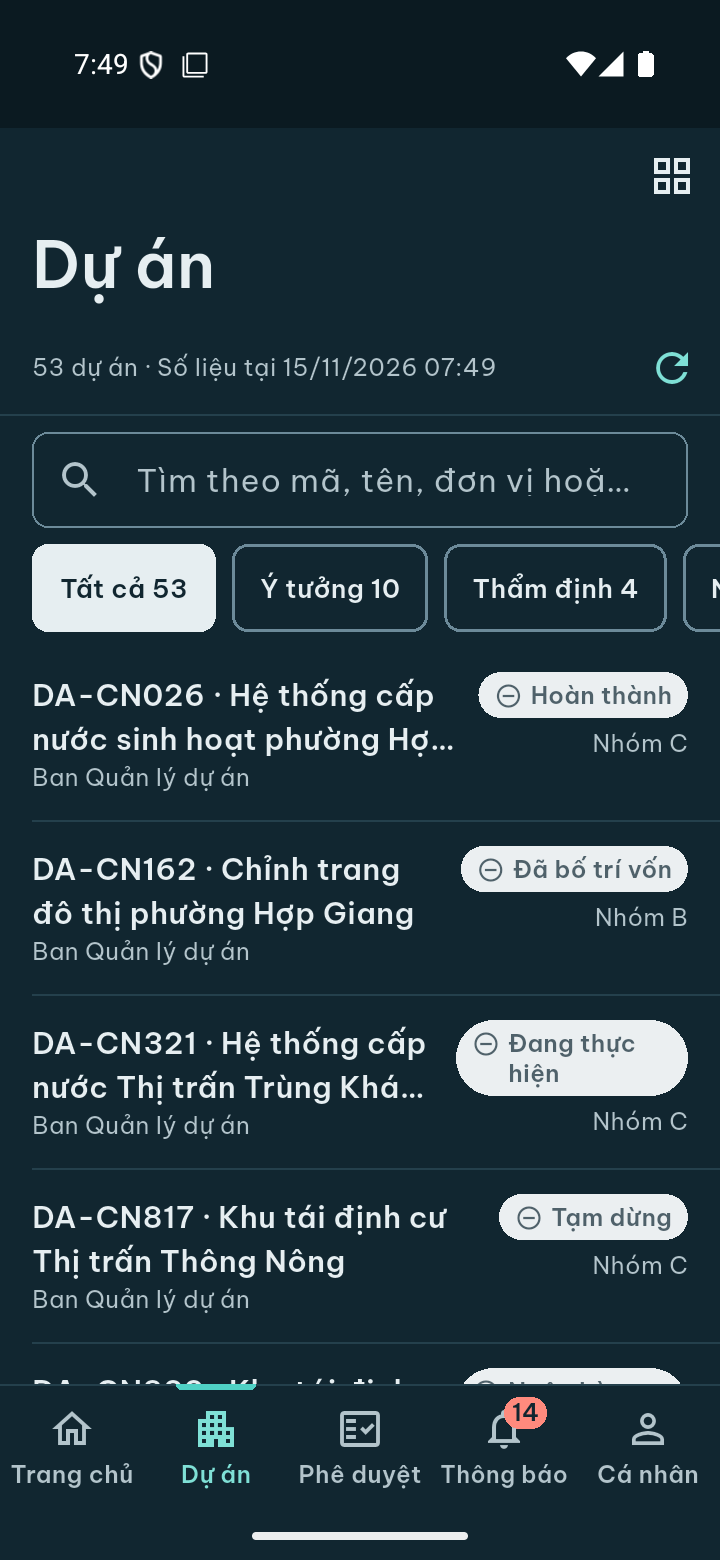 7:49
Dự án
53 dự án · Số liệu tại 15/11/2026 07:49
Tìm theo mã, tên, đơn vị hoặ...
Tất cả 53
Ý tưởng 10
Thẩm định 4
DA-CN026 · Hệ thống cấp
nước sinh hoạt phường Hợ...
Ban Quản lý dự án
Hoàn thành
Nhóm C
DA-CN162 · Chỉnh trang
đô thị phường Hợp Giang
Ban Quản lý dự án
Đã bố trí vốn
Nhóm B
DA-CN321 · Hệ thống cấp
nước Thị trấn Trùng Khá...
Ban Quản lý dự án
Đang thực
hiện
Nhóm C
DA-CN817 · Khu tái định cư
Thị trấn Thông Nông
Ban Quản lý dự án
Tạm dừng
Nhóm C
14
Trang chủ
Dự án
Phê duyệt
Thông báo
Cá nhân